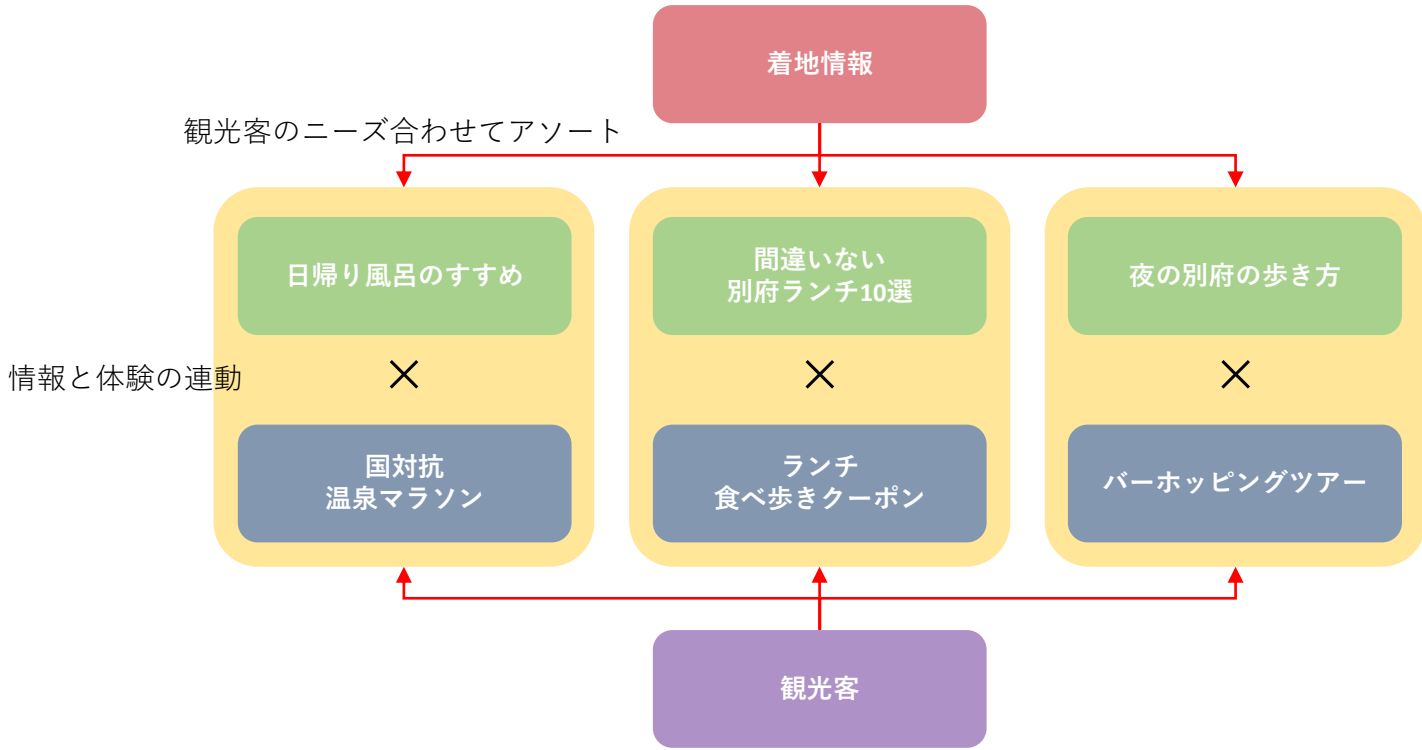 着地情報
観光客のニーズ合わせてアソート
日帰り風呂のすすめ
間違いない
別府ランチ10選
夜の別府の歩き方
情報と体験の連動
×
×
×
国対抗
温泉マラソン
ランチ
食べ歩きクーポン
バーホッピングツアー
観光客